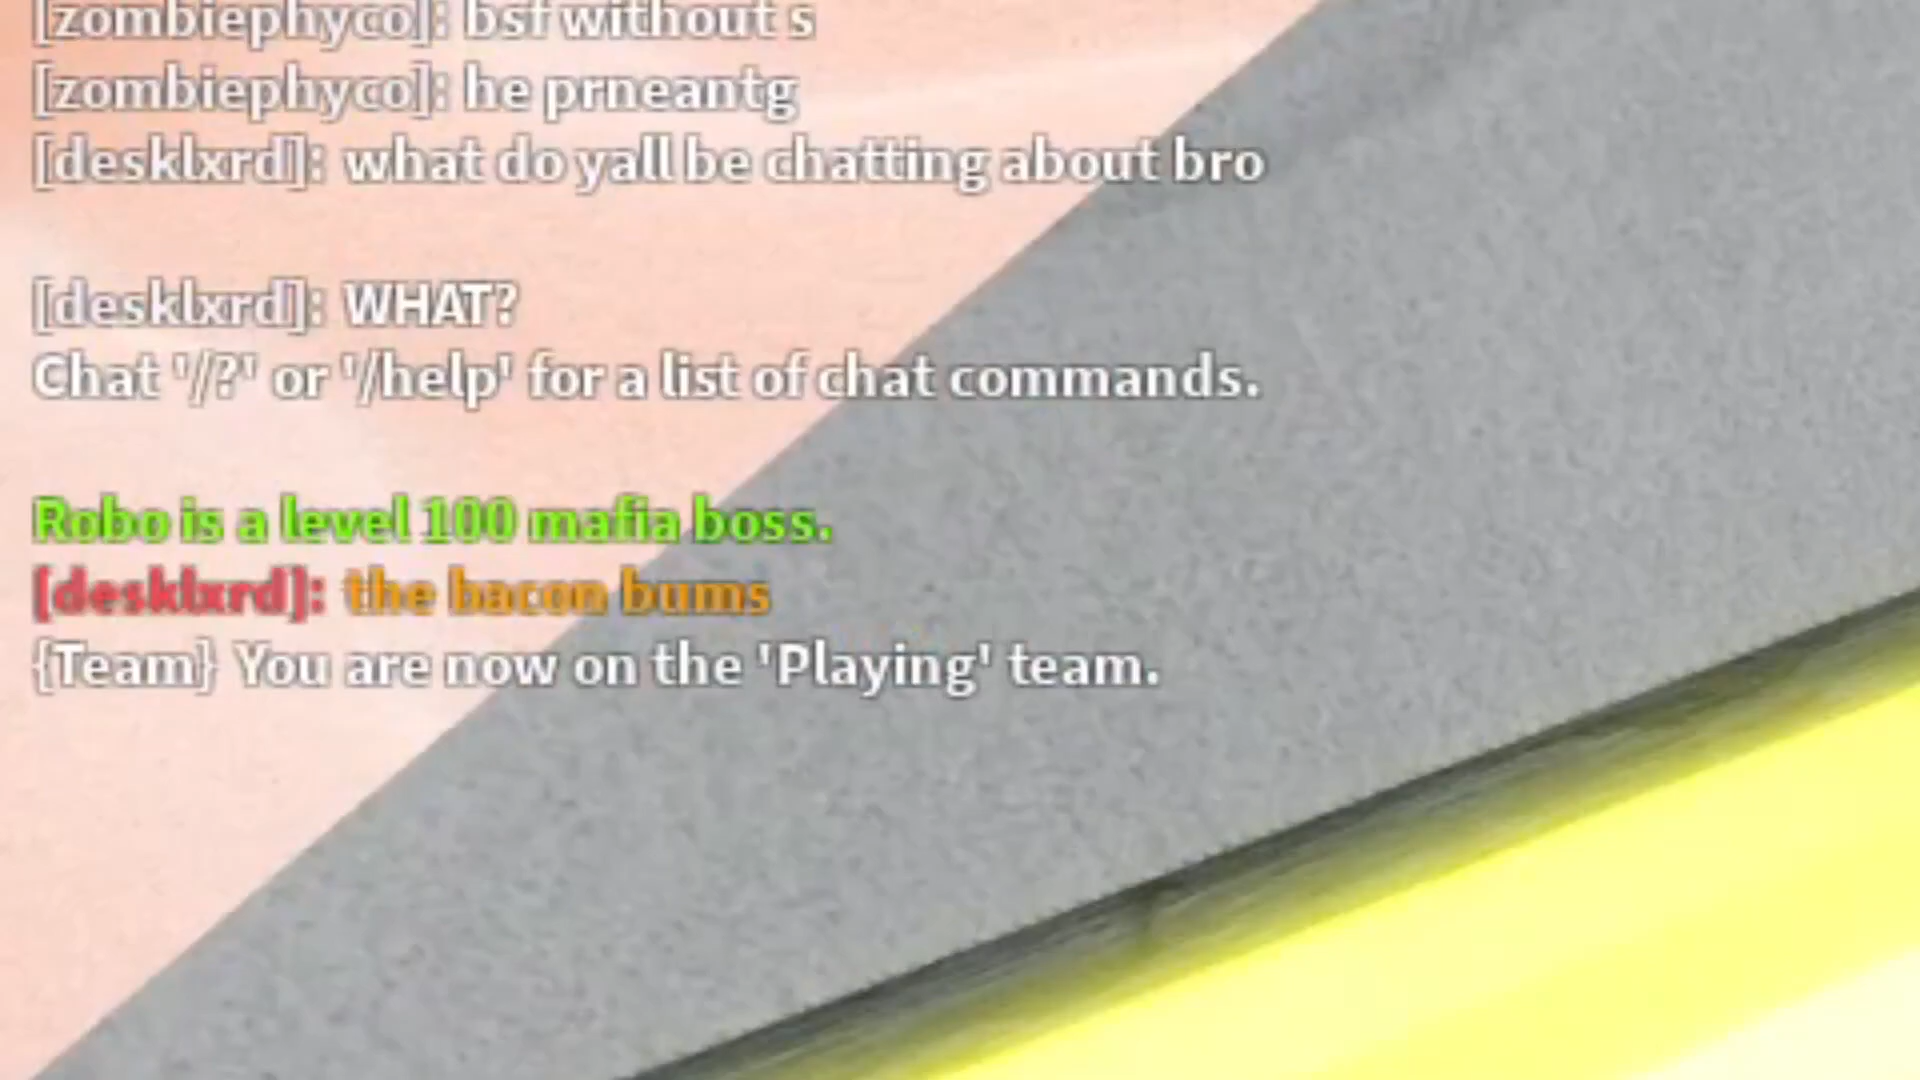 [zombiephyco]: bsf without s
[zombiephyco]: he prneantg
[desklxrd]: what do yall be chatting about bro
[desklxrd]: WHAT?
Chat '/?' or '/help' for a list of chat commands.
Robo is a level 100 mafia boss.
[desklxrd]: the bacon bums
{Team} You are now on the 'Playing' team.